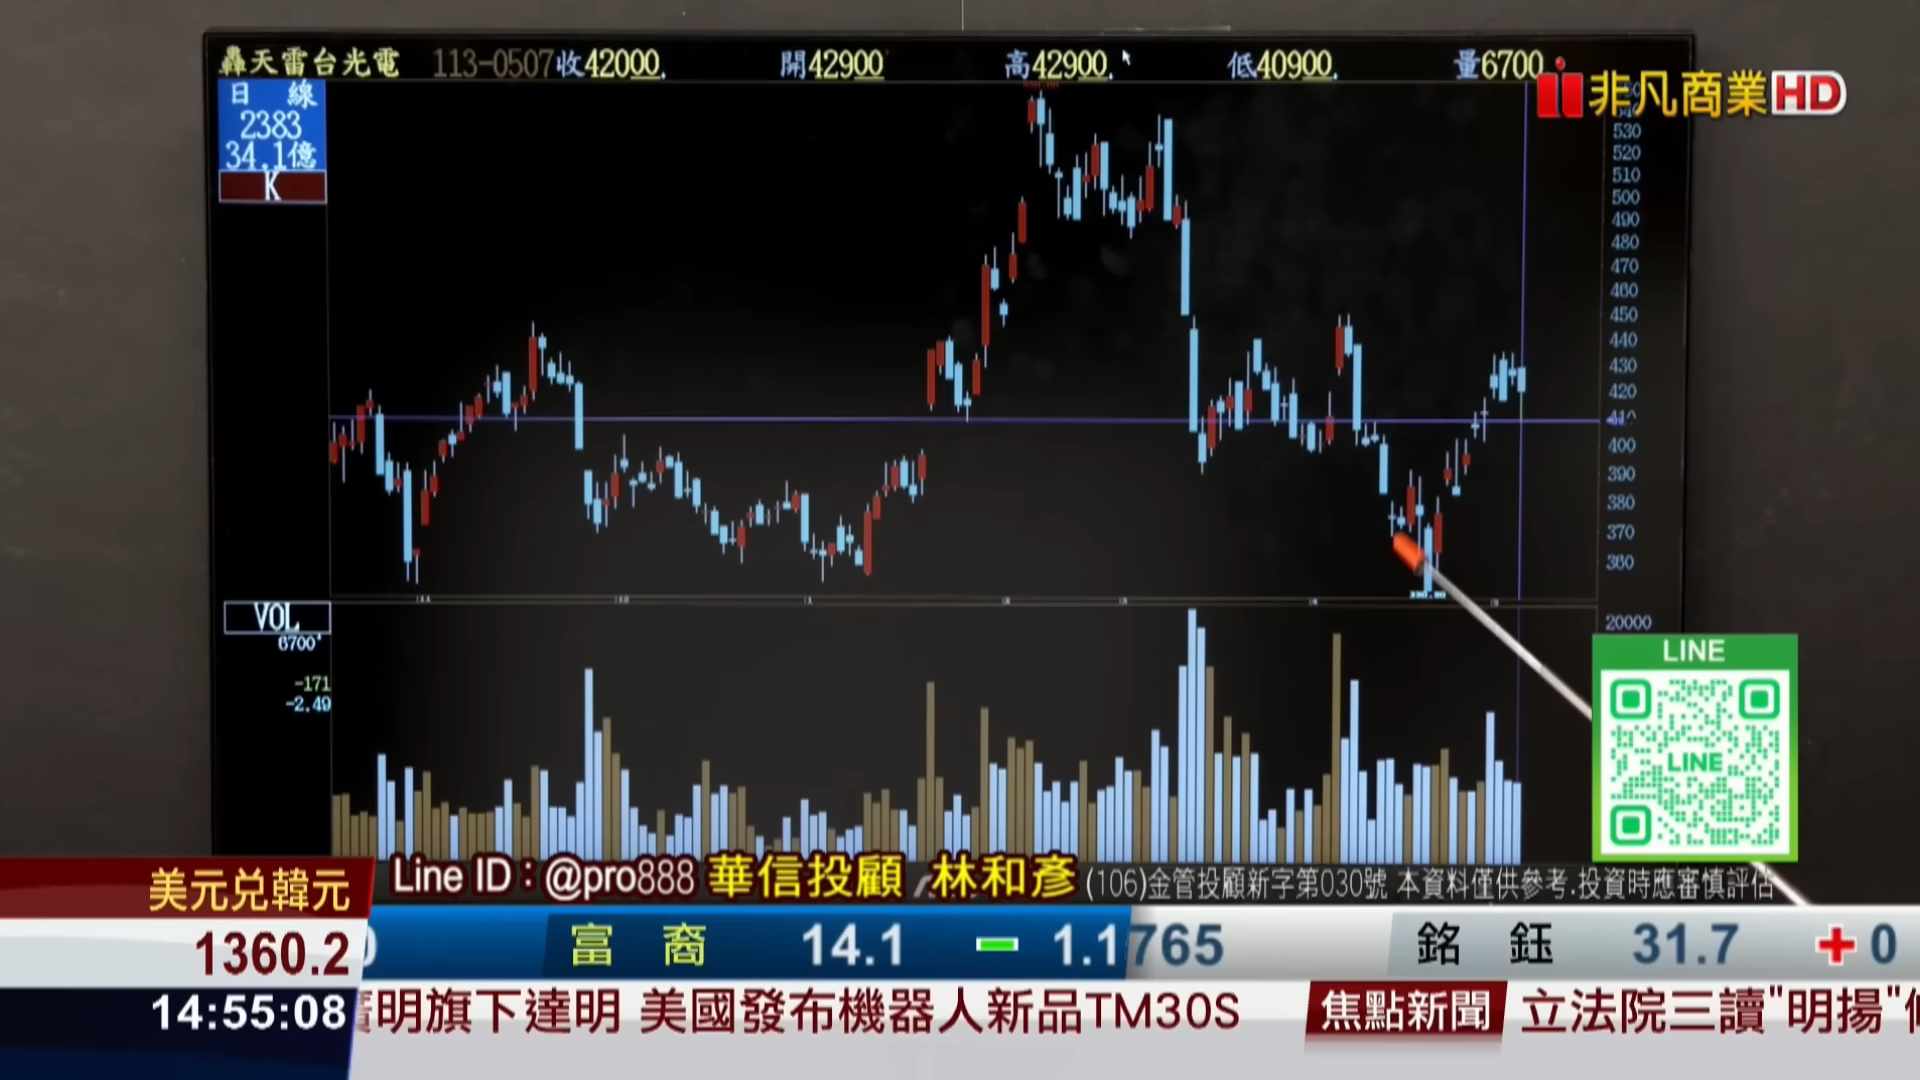 轟天雷台光電 113-0507收42000. 開42900 高42900. 低40900. 量6700
非凡商業HD
日 線
2383
34.1億
K
530
520
510
500
490
480
470
460
450
440
430
420
410
400
390
380
370
360
VOL
6700
-171
-2.49
20000
LINE
LINE
美元兌韓元
1360.2
14:55:08
Line ID : @pro888 華信投顧 林和彥 (106)金管投顧新字第030號 本資料僅供參考.投資時應審慎評估
富 裔 14.1 1.1765 銘 鈺 31.7 + 0
廣明旗下達明 美國發布機器人新品TM30S 焦點新聞 立法院三讀"明揚"